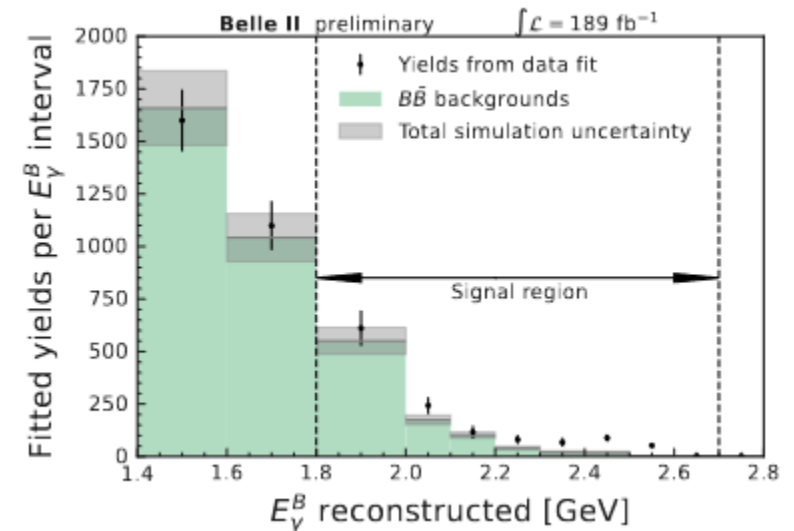 Belle II preliminary ∫ℒ = 189 fb⁻¹
Fitted yields per E_γ^B interval
2000
1750
1500
1250
1000
750
500
250
0
Yields from data fit
BB̄ backgrounds
Total simulation uncertainty
Signal region
1.4 1.6 1.8 2.0 2.2 2.4 2.6 2.8
E_γ^B reconstructed [GeV]